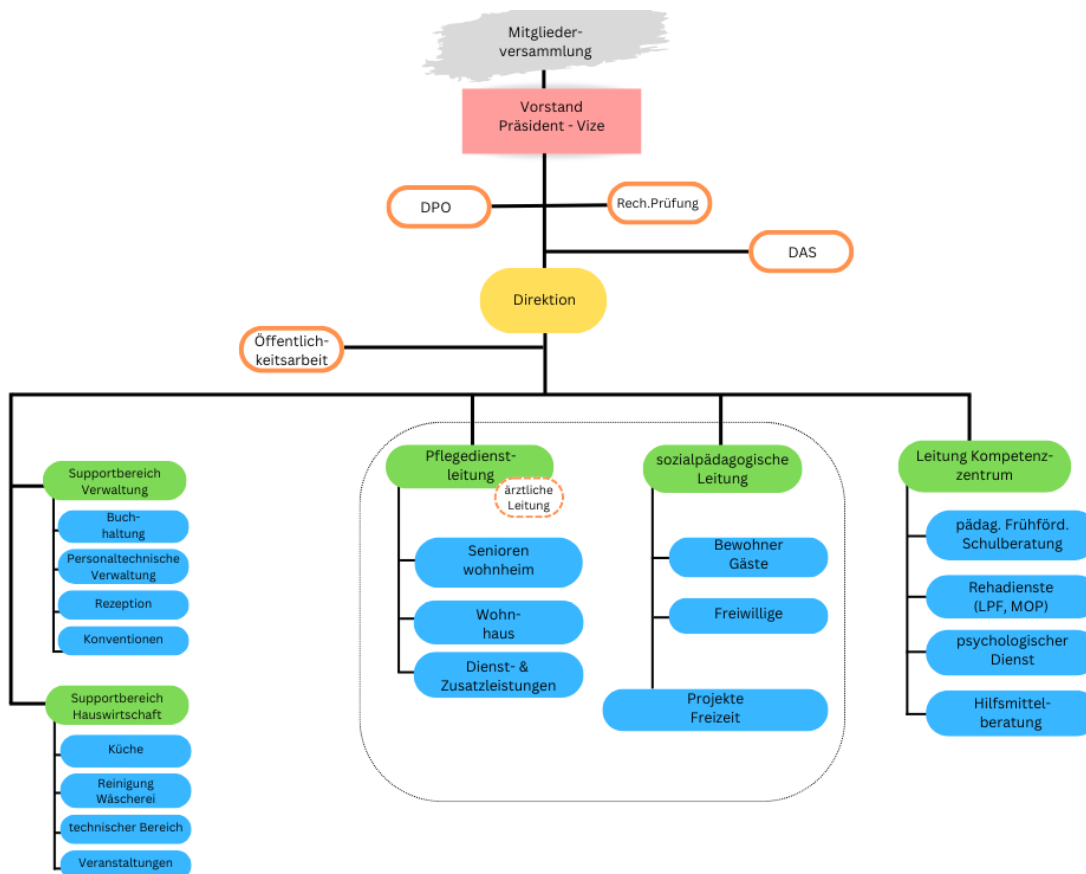 Mitglieder-
versammlung
Vorstand
Präsident - Vize
DPO
Rech.Prüfung
DAS
Direktion
Öffentlich-
keitsarbeit
Supportbereich
Verwaltung
Buch-
haltung
Personaltechnische
Verwaltung
Rezeption
Konventionen
Supportbereich
Hauswirtschaft
Küche
Reinigung
Wäscherei
technischer Bereich
Veranstaltungen
Pflegedienst-
leitung
ärztliche
Leitung
Senioren
wohnheim
Wohn-
haus
Dienst- &
Zusatzleistungen
sozialpädagogische
Leitung
Bewohner
Gäste
Freiwillige
Projekte
Freizeit
Leitung Kompetenz-
zentrum
pädag. Frühförd.
Schulberatung
Rehadienste
(LPF, MOP)
psychologischer
Dienst
Hilfsmittel-
beratung